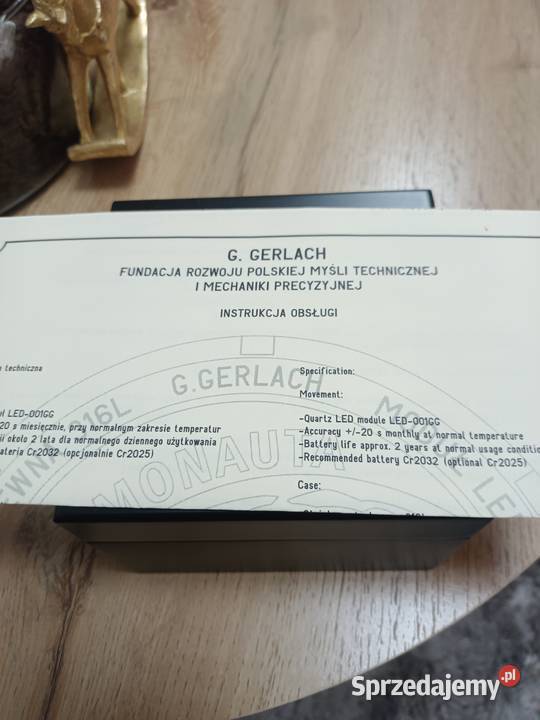 G. GERLACH
FUNDACJA ROZWOJU POLSKIEJ MYŚLI TECHNICZNEJ
I MECHANIKI PRECYZYJNEJ
INSTRUKCJA OBSŁUGI
techniczna
LED-001GG
20 s miesięcznie, przy normalnym zakresie temperatur
około 2 lata dla normalnego dziennego użytkowania
Cr2032 (opcjonalnie Cr2025)
Specification:
Movement:
-Quartz LED module LED-001GG
-Accuracy +/-20 s monthly at normal temperature
-Battery life approx. 2 years at normal usage conditio
-Recommended battery Cr2032 (optional Cr2025)
Case:
G.GERLACH
316L
MONAUTA
Sprzedajemy.pl